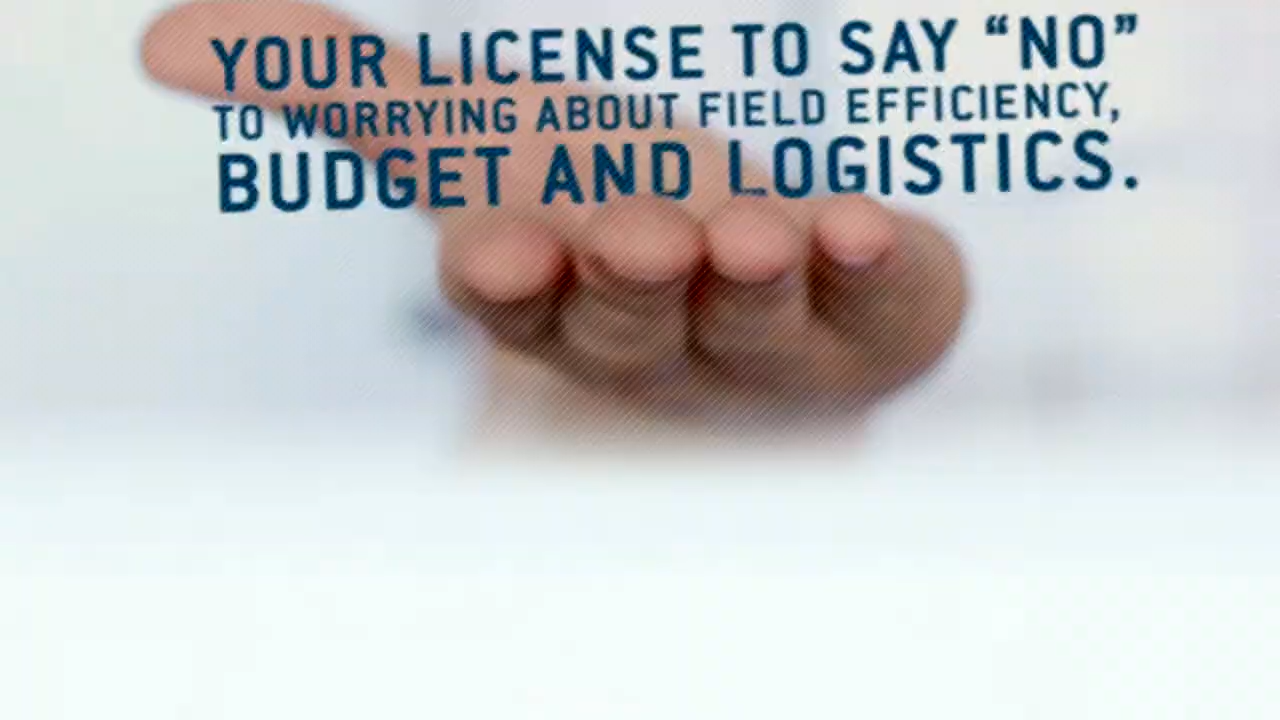 YOUR LICENSE TO SAY “NO”
TO WORRYING ABOUT FIELD EFFICIENCY,
BUDGET AND LOGISTICS.